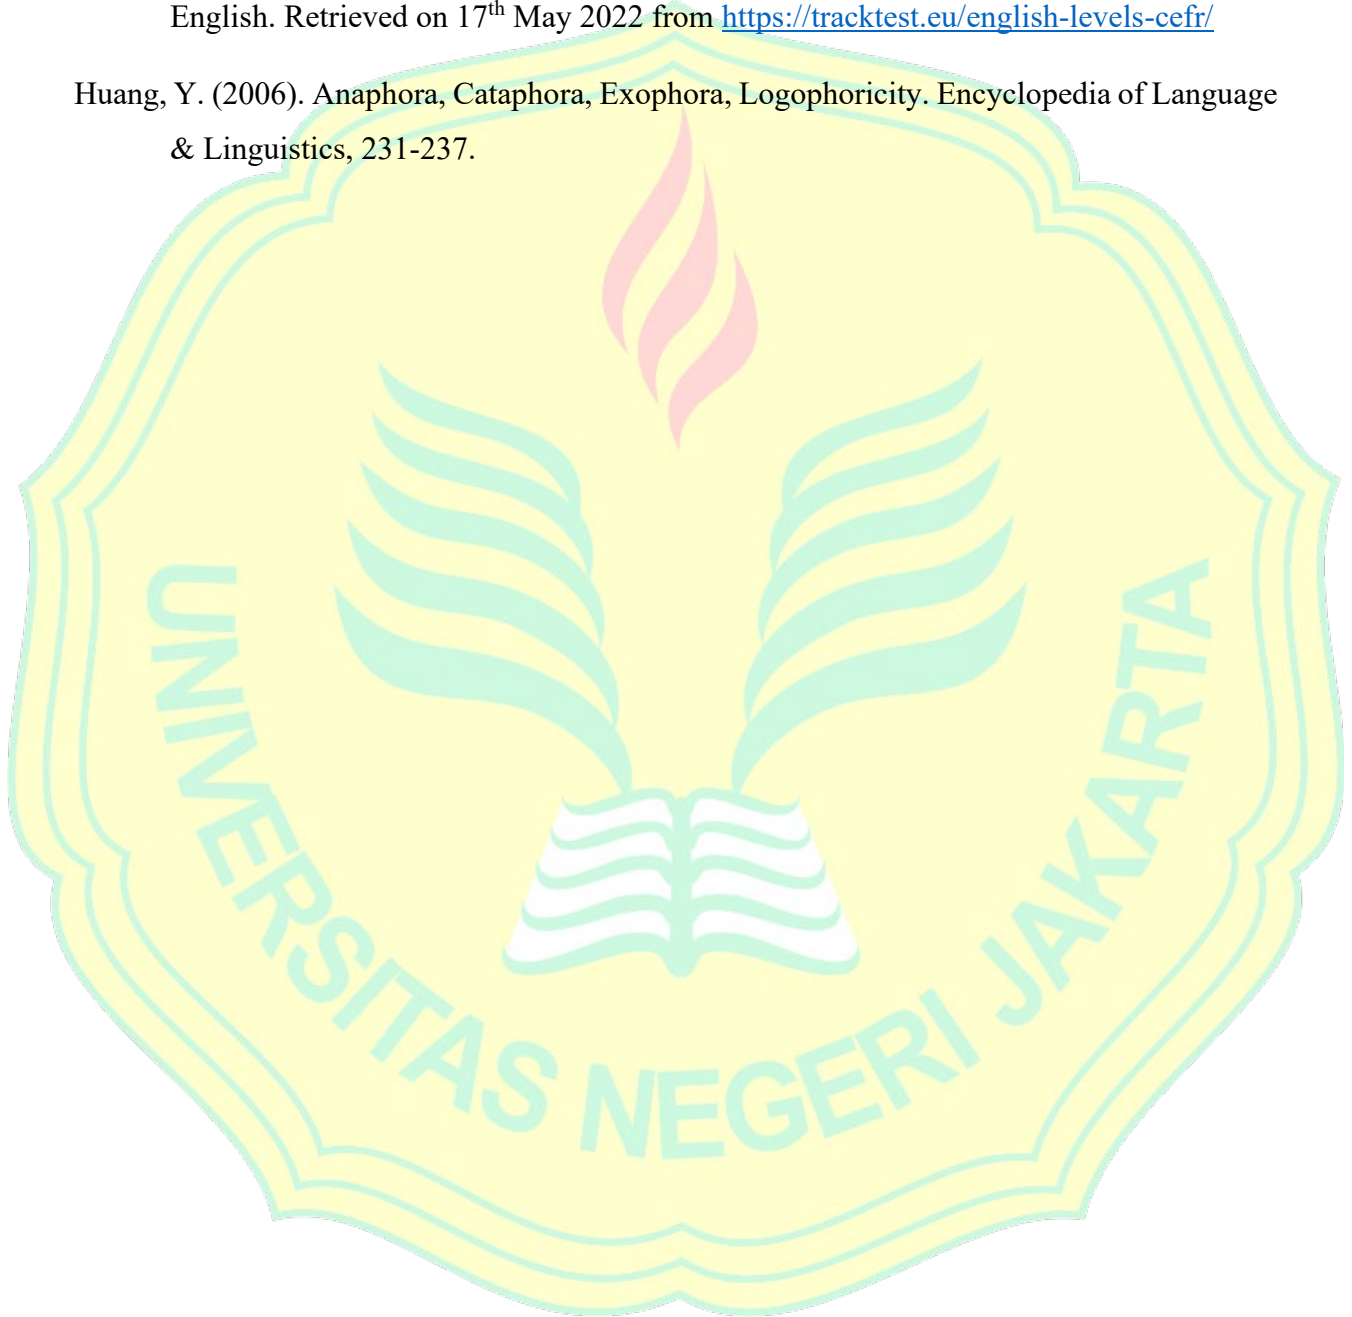 English. Retrieved on 17th May 2022 from https://tracktest.eu/english-levels-cefr/
Huang, Y. (2006). Anaphora, Cataphora, Exophora, Logophoricity. Encyclopedia of Language
& Linguistics, 231-237.
UNIVERSITAS NEGERI JAKARTA